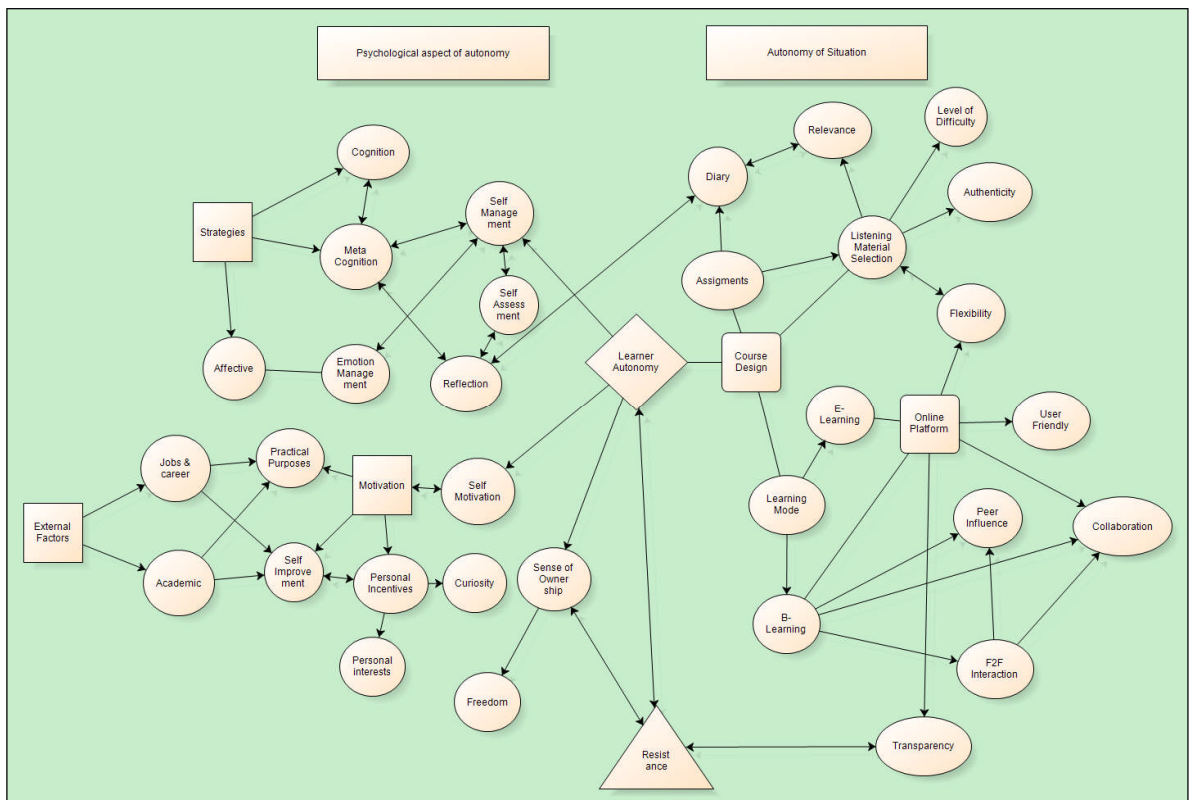 Psychological aspect of autonomy
Autonomy of Situation
Level of
Difficulty
Relevance
Cognition
Diary
Authenticity
Self
Manage
ment
Strategies
Meta
Cognition
Listening
Material
Selection
Assigments
Self
Assess
ment
Flexibility
Learner
Autonomy
Course
Design
Affective
Emotion
Manage
ment
Reflection
E-
Learning
Online
Platform
User
Friendly
Jobs &
career
Practical
Purposes
Motivation
Self
Motivation
Learning
Mode
Peer
Influence
Collaboration
External
Factors
Academic
Self
Improve
ment
Personal
Incentives
Curiosity
Sense of
Owner
ship
B-
Learning
Personal
interests
F2F
Interaction
Freedom
Resist
ance
Transparency